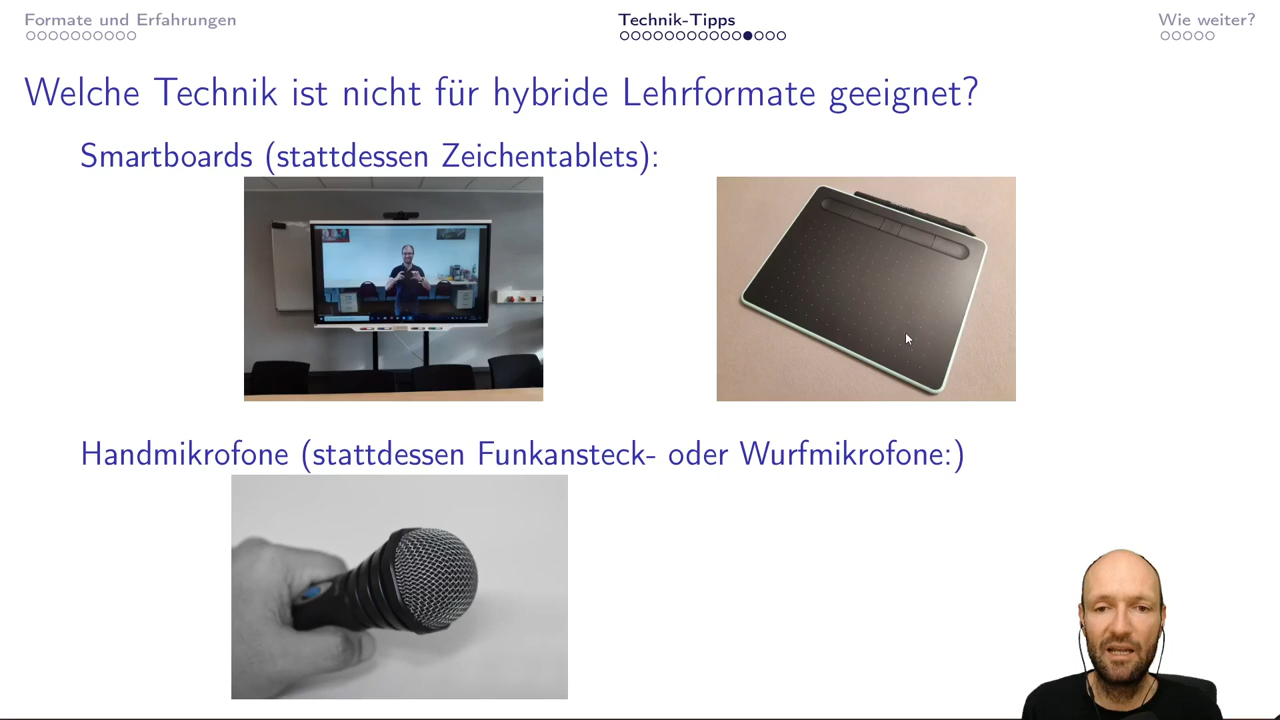 Formate und Erfahrungen
Technik-Tipps
Wie weiter?
Welche Technik ist nicht für hybride Lehrformate geeignet?
Smartboards (stattdessen Zeichentablets):
Handmikrofone (stattdessen Funkansteck- oder Wurfmikrofone:)